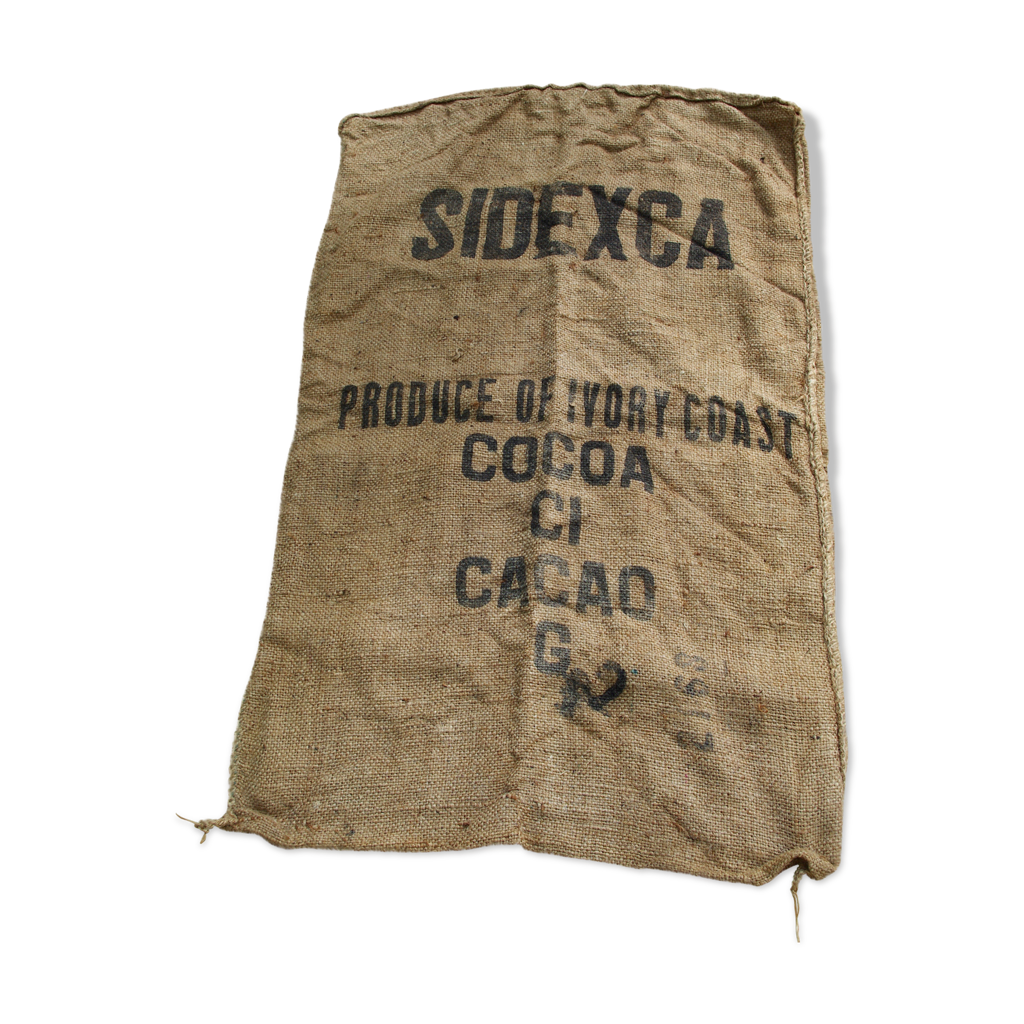 SIDEXCA
PRODUCE OF IVORY COAST
COCOA
CI
CACAO
G